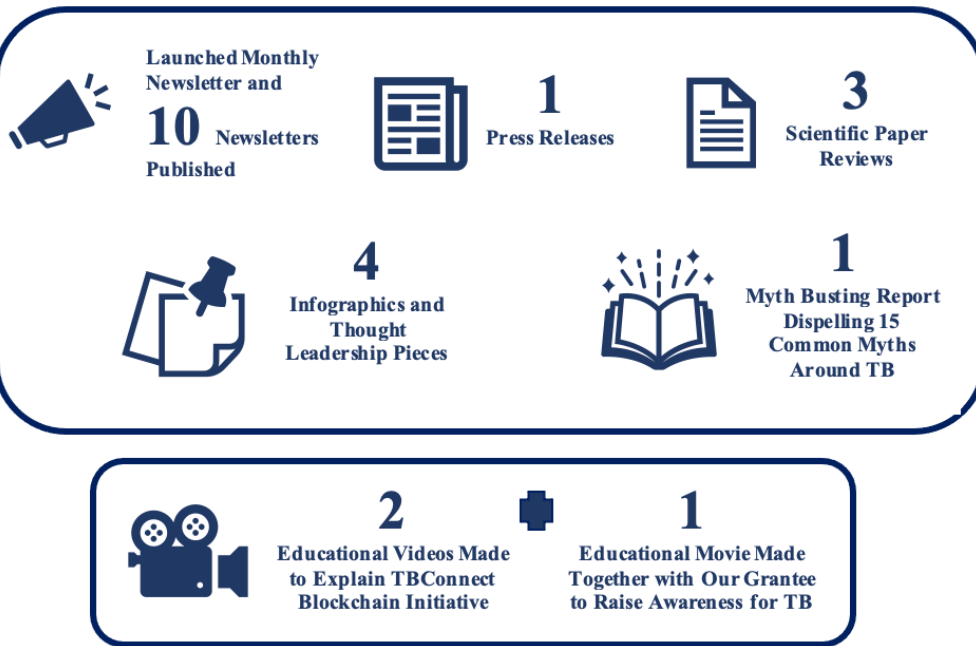 Launched Monthly
Newsletter and
10 Newsletters
Published
1
Press Releases
3
Scientific Paper
Reviews
4
Infographics and
Thought
Leadership Pieces
1
Myth Busting Report
Dispelling 15
Common Myths
Around TB
2
Educational Videos Made
to Explain TBConnect
Blockchain Initiative
1
Educational Movie Made
Together with Our Grantee
to Raise Awareness for TB